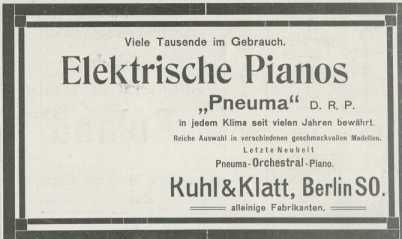 Viele Tausende im Gebrauch.
Elektrische Pianos
„Pneuma“ D. R. P.
in jedem Klima seit vielen Jahren bewährt.
Reiche Auswahl in verschiedenen geschmackvollen Modellen.
Letzte Neuheit
Pneuma-Orchestral-Piano.
Kuhl & Klatt, Berlin SO.
alleinige Fabrikanten.